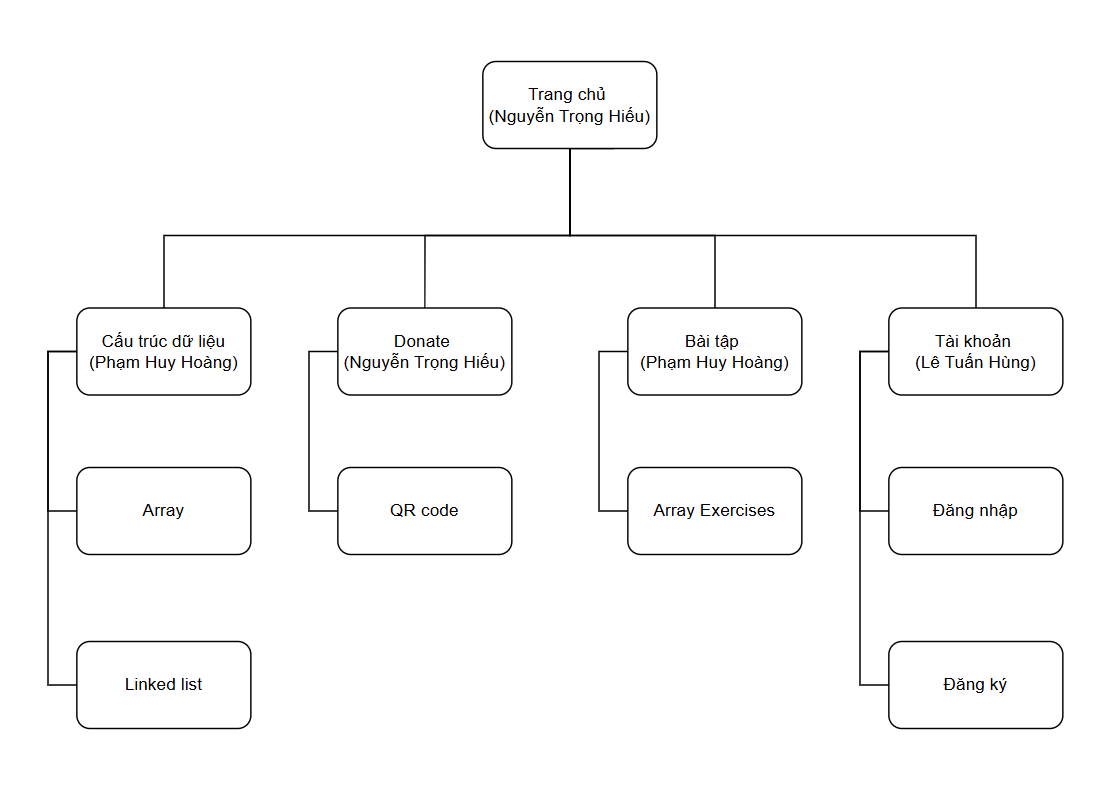 Trang chủ
(Nguyễn Trọng Hiếu)
Cấu trúc dữ liệu
(Phạm Huy Hoàng)
Donate
(Nguyễn Trọng Hiếu)
Bài tập
(Phạm Huy Hoàng)
Tài khoản
(Lê Tuấn Hùng)
Array
QR code
Array Exercises
Đăng nhập
Linked list
Đăng ký